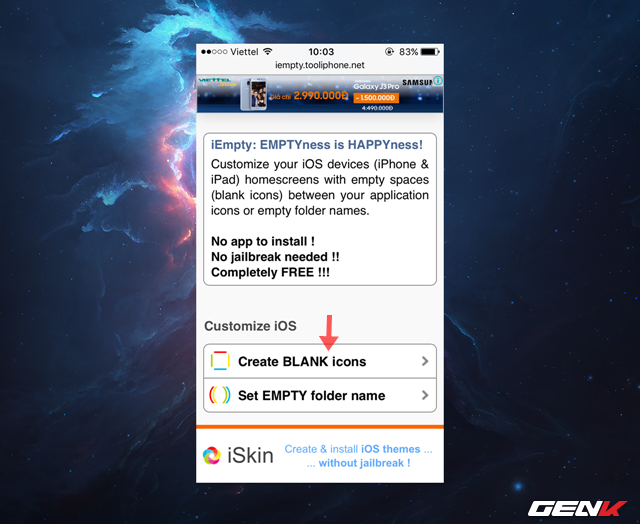 Viettel 10:03 83%
iempty.tooliphone.net
VIETTEL
SAMSUNG
Galaxy J3 Pro
Giá chỉ 2.990.000Đ - 1.500.000Đ
4.490.000Đ
iEmpty: EMPTYness is HAPPYness!
Customize your iOS devices (iPhone &
iPad) homescreens with empty spaces
(blank icons) between your application
icons or empty folder names.
No app to install !
No jailbreak needed !!
Completely FREE !!!
Customize iOS
Create BLANK icons
Set EMPTY folder name
iSkin
Create & install iOS themes ...
... without jailbreak !
GENK